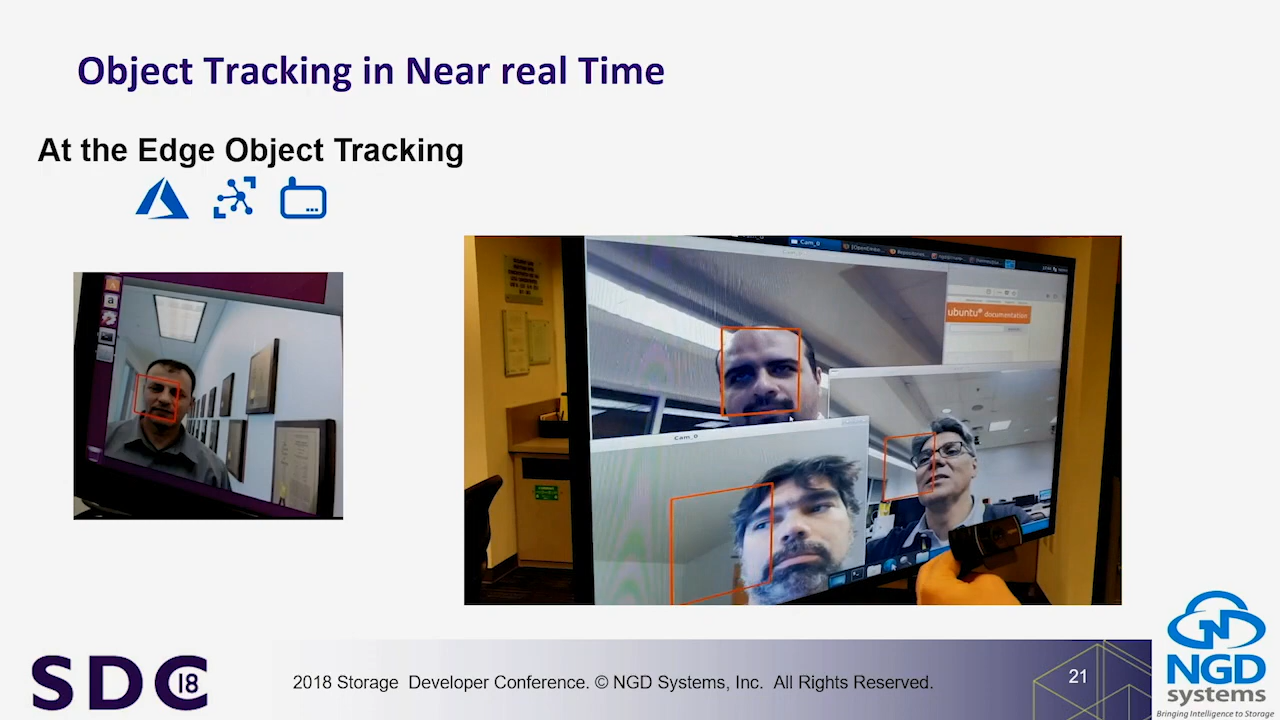 Object Tracking in Near real Time
At the Edge Object Tracking
Cam_0
ubuntu documentation
Cam_0
SDC 18
2018 Storage Developer Conference. © NGD Systems, Inc. All Rights Reserved.
21
NGD
systems
Bringing Intelligence to Storage